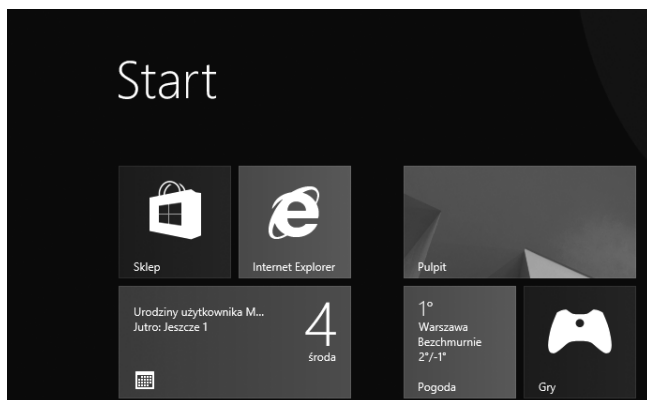 Start
Sklep
Internet Explorer
Pulpit
Urodziny użytkownika M...
Jutro: Jeszcze 1
4
środa
1°
Warszawa
Bezchmurnie
2°/-1°
Pogoda
Gry